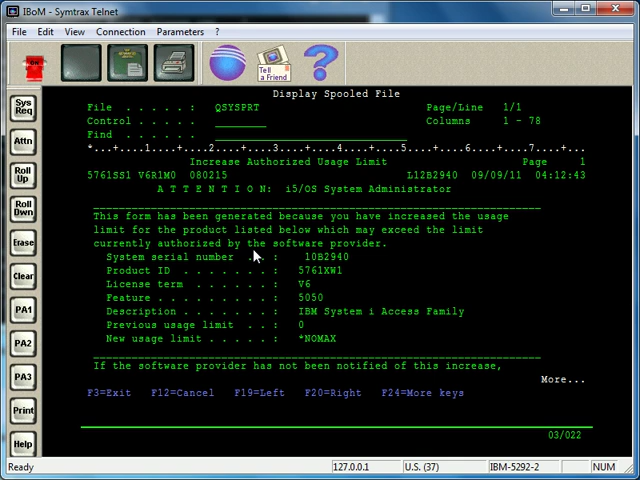 IBoM - Symtrax Telnet
File Edit View Connection Parameters ?
Tell a Friend
Sys Req
Attn
Roll Up
Roll Dwn
Erase
Clear
PA1
PA2
PA3
Print
Help
Display Spooled File
File . . . . . : QSYSPRT Page/Line 1/1
Control . . . . . Columns 1 - 78
Find . . . . . .
*...+....1....+....2....+....3....+....4....+....5....+....6....+....7....+...
Increase Authorized Usage Limit Page 1
5761SS1 V6R1M0 080215 L12B2940 09/09/11 04:12:43
A T T E N T I O N: i5/OS System Administrator
This form has been generated because you have increased the usage
limit for the product listed below which may exceed the limit
currently authorized by the software provider.
System serial number . . : 10B2940
Product ID . . . . . . . : 5761XW1
License term . . . . . . : V6
Feature . . . . . . . . : 5050
Description . . . . . . : IBM System i Access Family
Previous usage limit . . : 0
New usage limit . . . . . : *NOMAX
If the software provider has not been notified of this increase,
More...
F3=Exit F12=Cancel F19=Left F20=Right F24=More keys
03/022
Ready 127.0.0.1 U.S. (37) IBM-5292-2 NUM